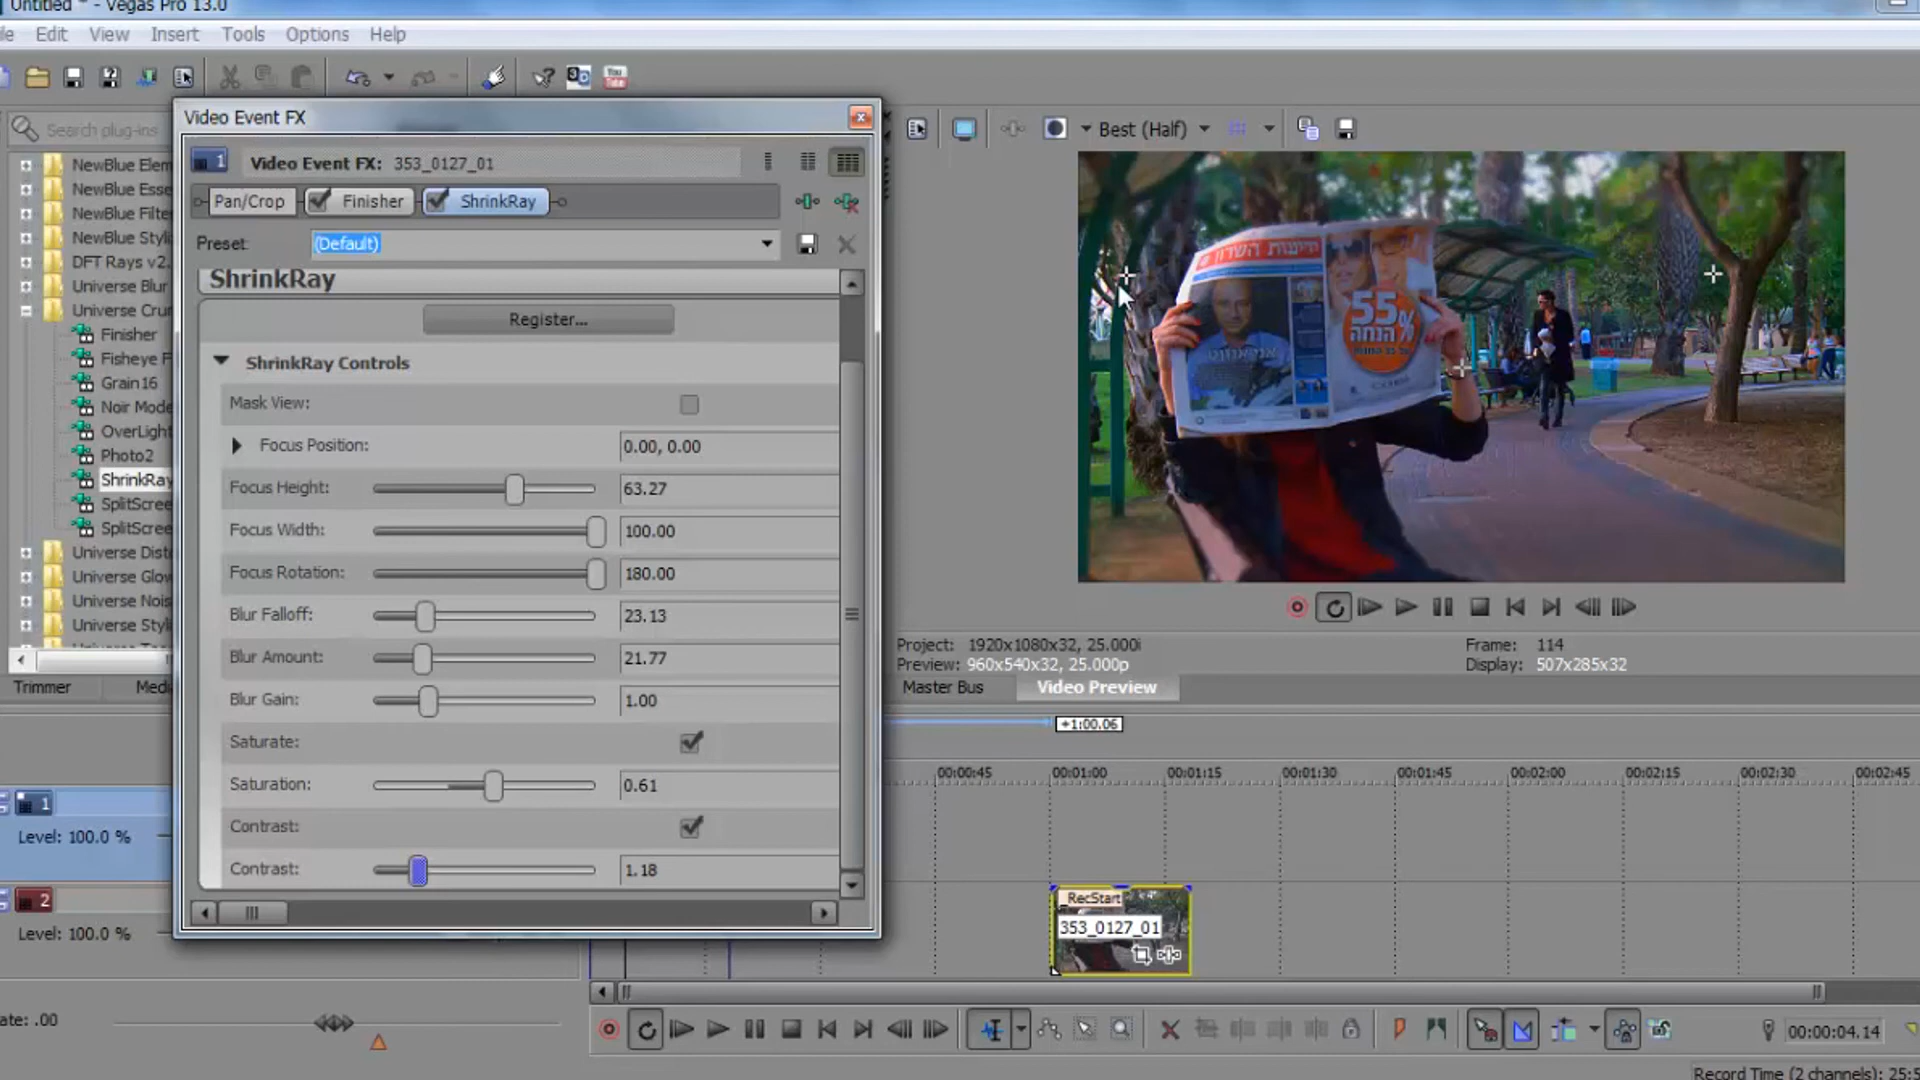 Untitled * - Vegas Pro 13.0
Edit View Insert Tools Options Help
Search plug-ins
NewBlue Elem
NewBlue Esse
NewBlue Filte
NewBlue Styli
DFT Rays v2.
Universe Blur
Universe Crum
Finisher
Fisheye F
Grain16
Noir Mode
OverLight
Photo2
ShrinkRay
SplitScree
SplitScree
Universe Dist
Universe Glow
Universe Nois
Universe Styli
Trimmer
Video Event FX
1
Video Event FX: 353_0127_01
Pan/Crop Finisher ShrinkRay
Preset: (Default)
ShrinkRay
Register...
ShrinkRay Controls
Mask View:
Focus Position: 0.00, 0.00
Focus Height: 63.27
Focus Width: 100.00
Focus Rotation: 180.00
Blur Falloff: 23.13
Blur Amount: 21.77
Blur Gain: 1.00
Saturate:
Saturation: 0.61
Contrast:
Contrast: 1.18
Best (Half)
ידיעות השרון
55%
הנחה
Project: 1920x1080x32, 25.000i
Preview: 960x540x32, 25.000p
Frame: 114
Display: 507x285x32
Master Bus Video Preview
+1:00.06
00:00:45 00:01:00 00:01:15 00:01:30 00:01:45 00:02:00 00:02:15 00:02:30 00:02:45
1
Level: 100.0 %
2
Level: 100.0 %
_RecStart
353_0127_01
ate: .00
00:00:04.14
Record Time (2 channels): 25:5